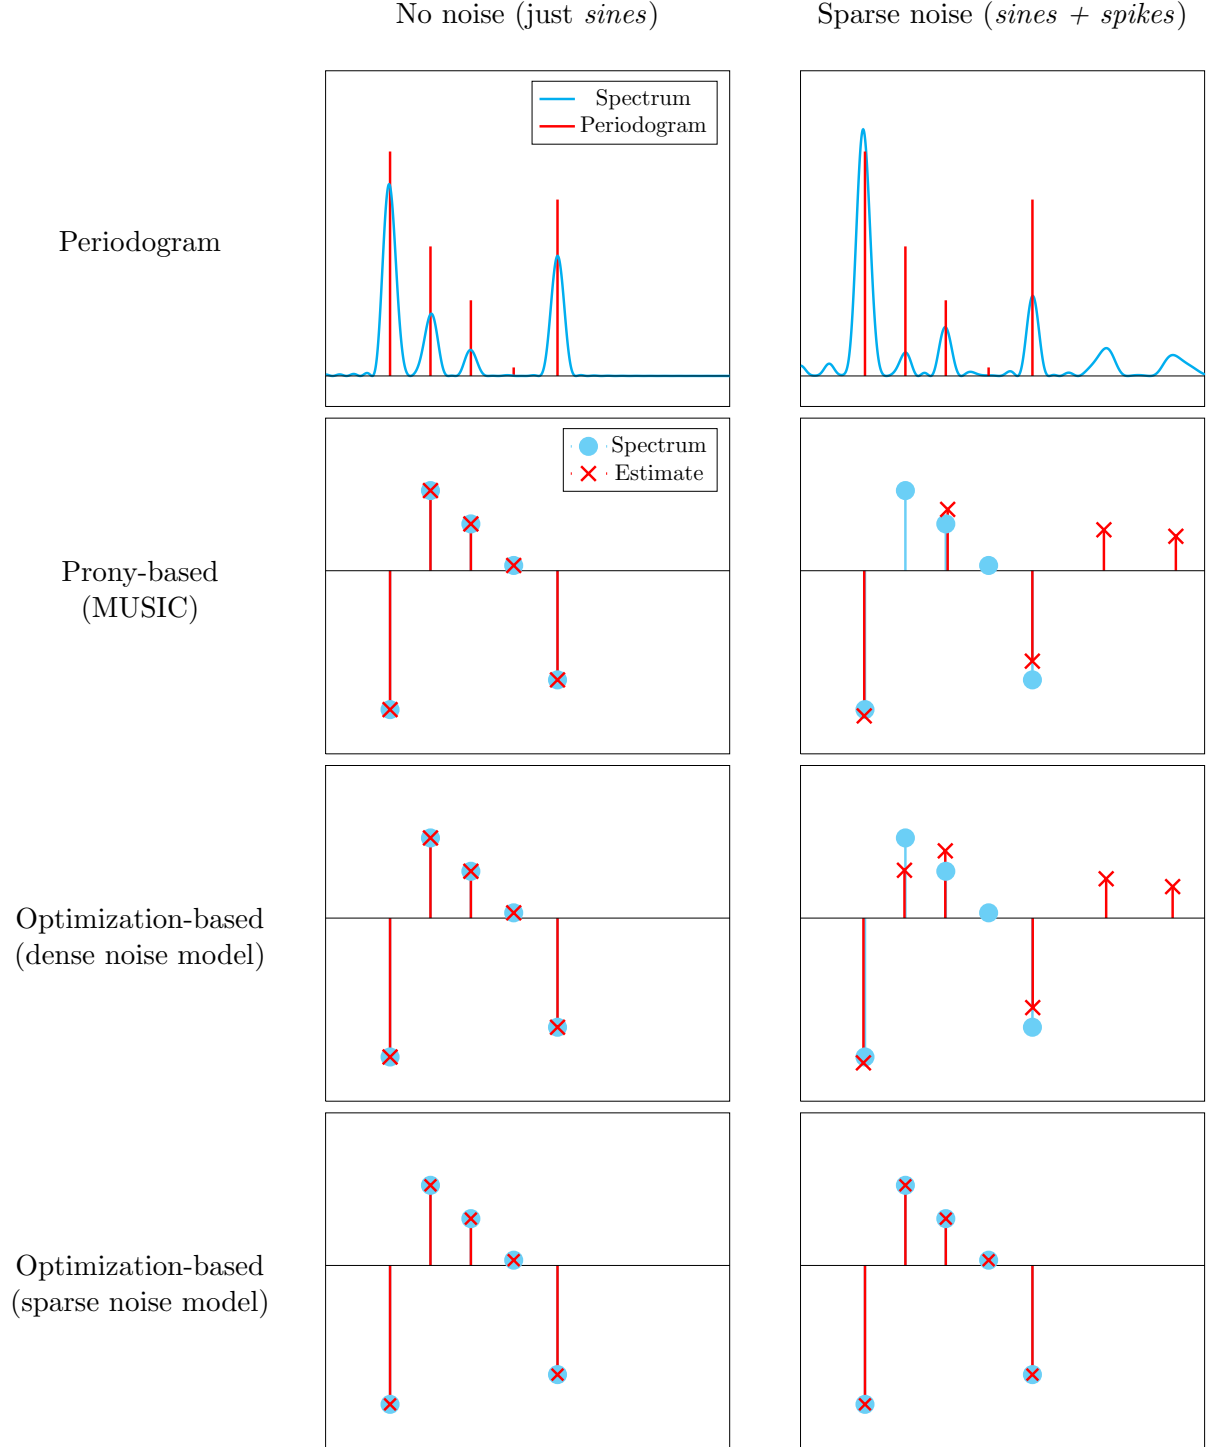 No noise (just sines)
Sparse noise (sines + spikes)
Periodogram
Spectrum
Periodogram
Prony-based
(MUSIC)
Spectrum
Estimate
Optimization-based
(dense noise model)
Optimization-based
(sparse noise model)